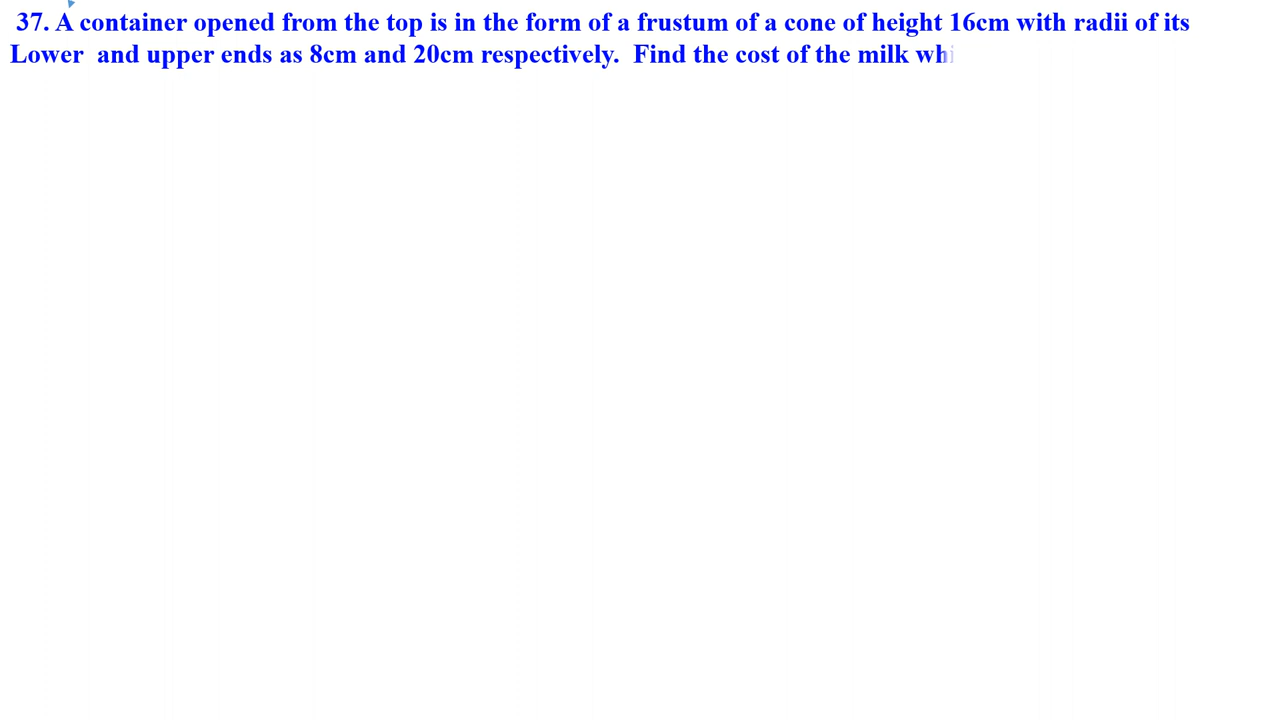 37. A container opened from the top is in the form of a frustum of a cone of height 16cm with radii of its
Lower and upper ends as 8cm and 20cm respectively. Find the cost of the milk